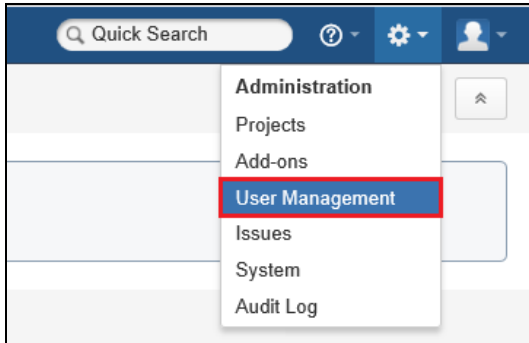 Quick Search
Administration
Projects
Add-ons
User Management
Issues
System
Audit Log